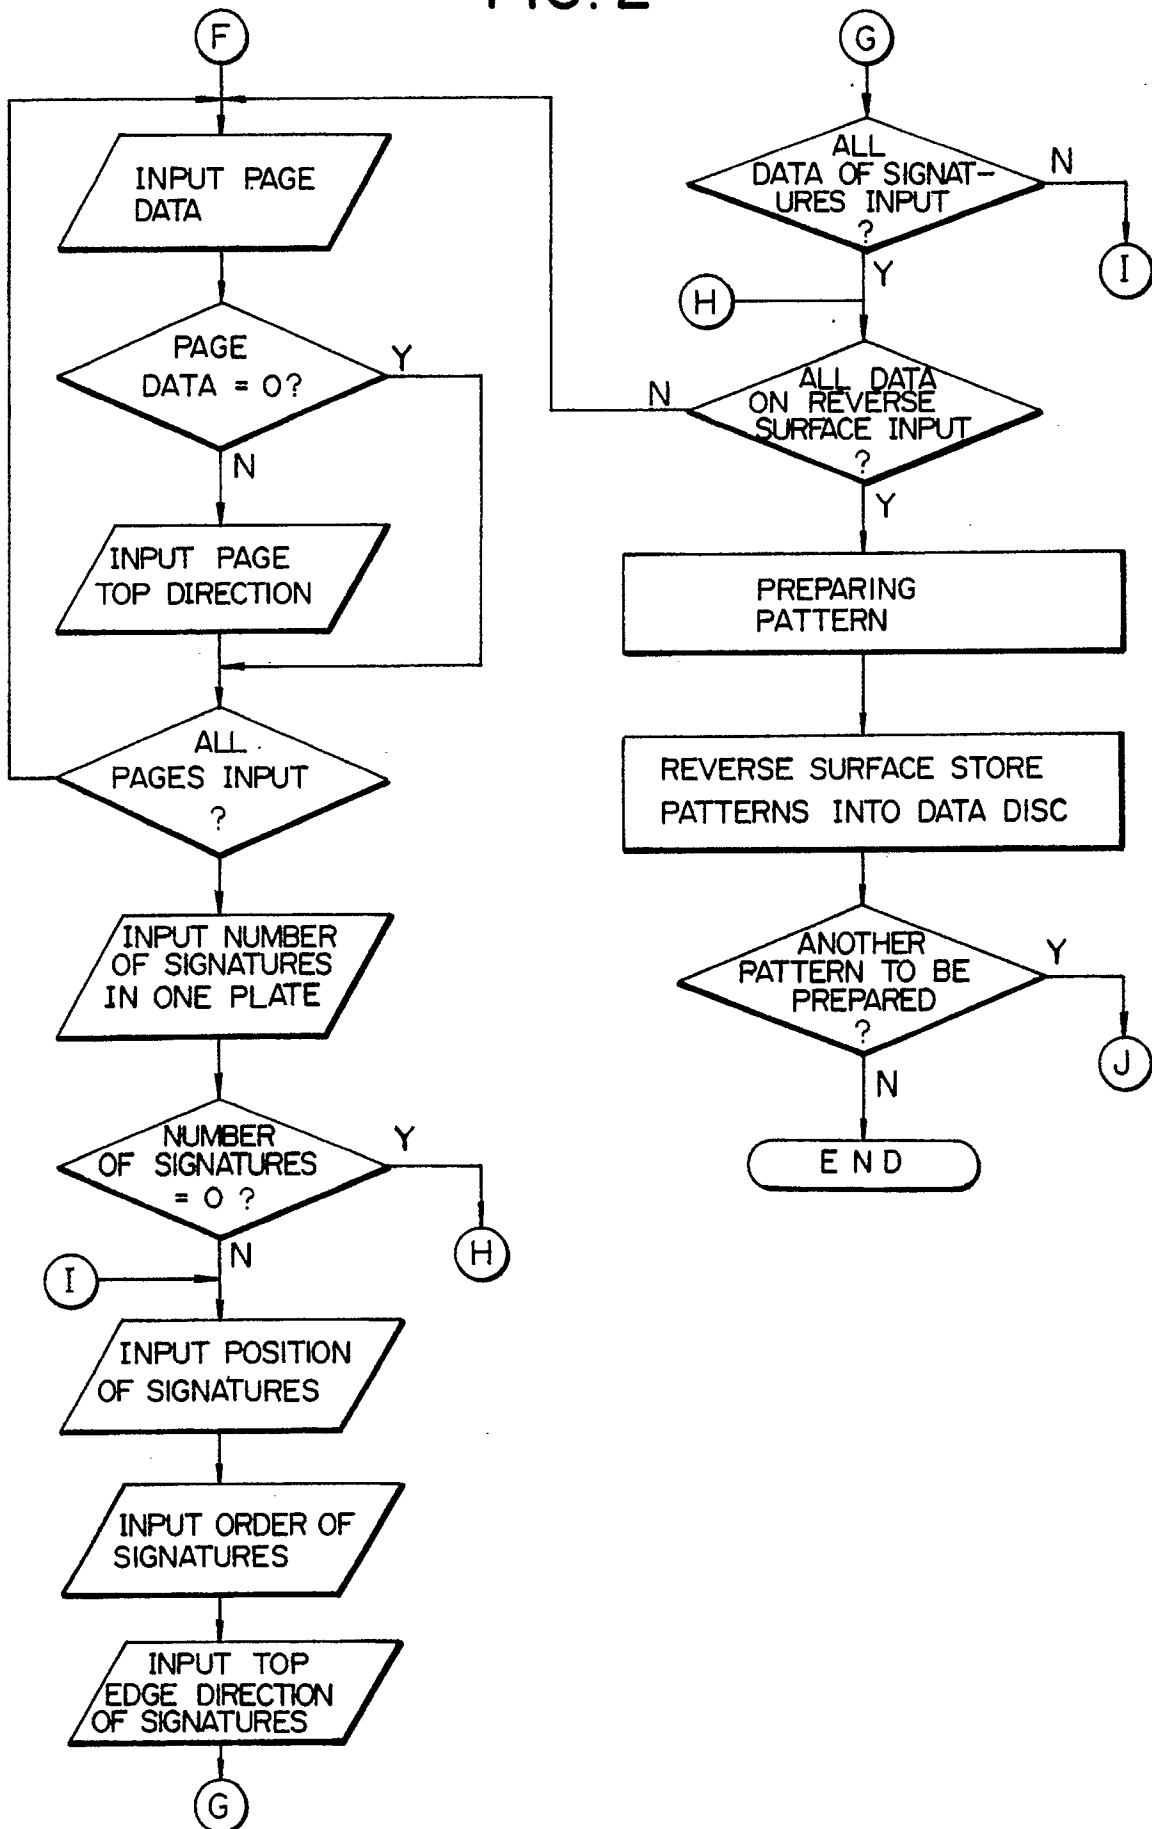 FIG. 2
F
INPUT PAGE
DATA
PAGE
DATA = 0?
Y
N
INPUT PAGE
TOP DIRECTION
ALL
PAGES INPUT
?
INPUT NUMBER
OF SIGNATURES
IN ONE PLATE
NUMBER
OF SIGNATURES
= 0 ?
Y
H
N
I
INPUT POSITION
OF SIGNATURES
INPUT ORDER OF
SIGNATURES
INPUT TOP
EDGE DIRECTION
OF SIGNATURES
G
G
ALL
DATA OF SIGNAT-
URES INPUT
?
N
I
Y
H
ALL DATA
ON REVERSE
SURFACE INPUT
?
N
Y
PREPARING
PATTERN
REVERSE SURFACE STORE
PATTERNS INTO DATA DISC
ANOTHER
PATTERN TO BE
PREPARED
?
Y
J
N
END